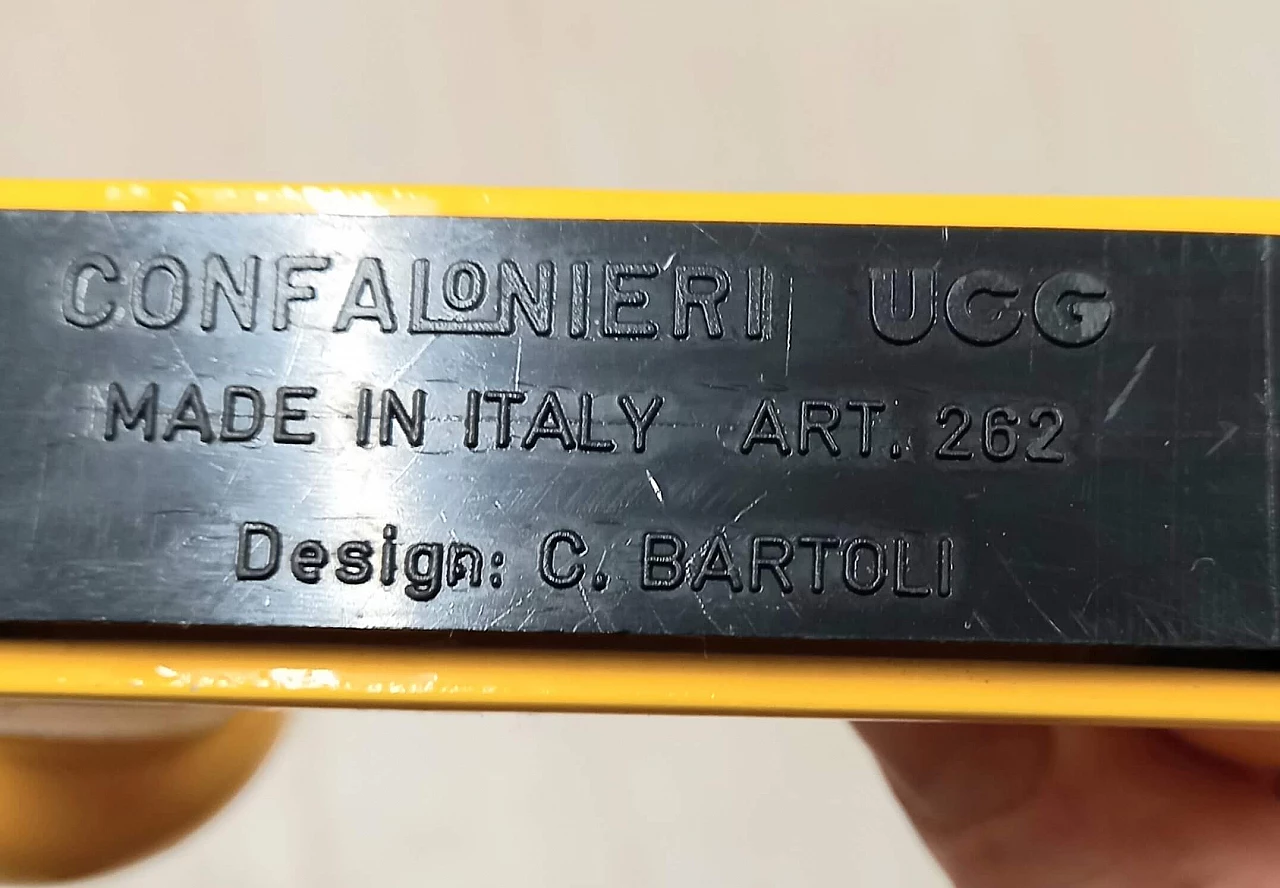 CONFALONIERI UCG
MADE IN ITALY ART. 262
Design: C. BARTOLI